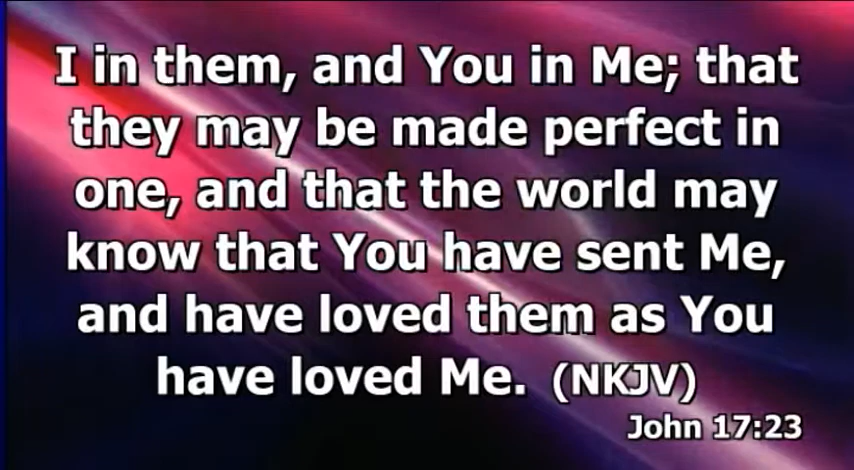 I in them, and You in Me; that
they may be made perfect in
one, and that the world may
know that You have sent Me,
and have loved them as You
have loved Me. (NKJV)
John 17:23